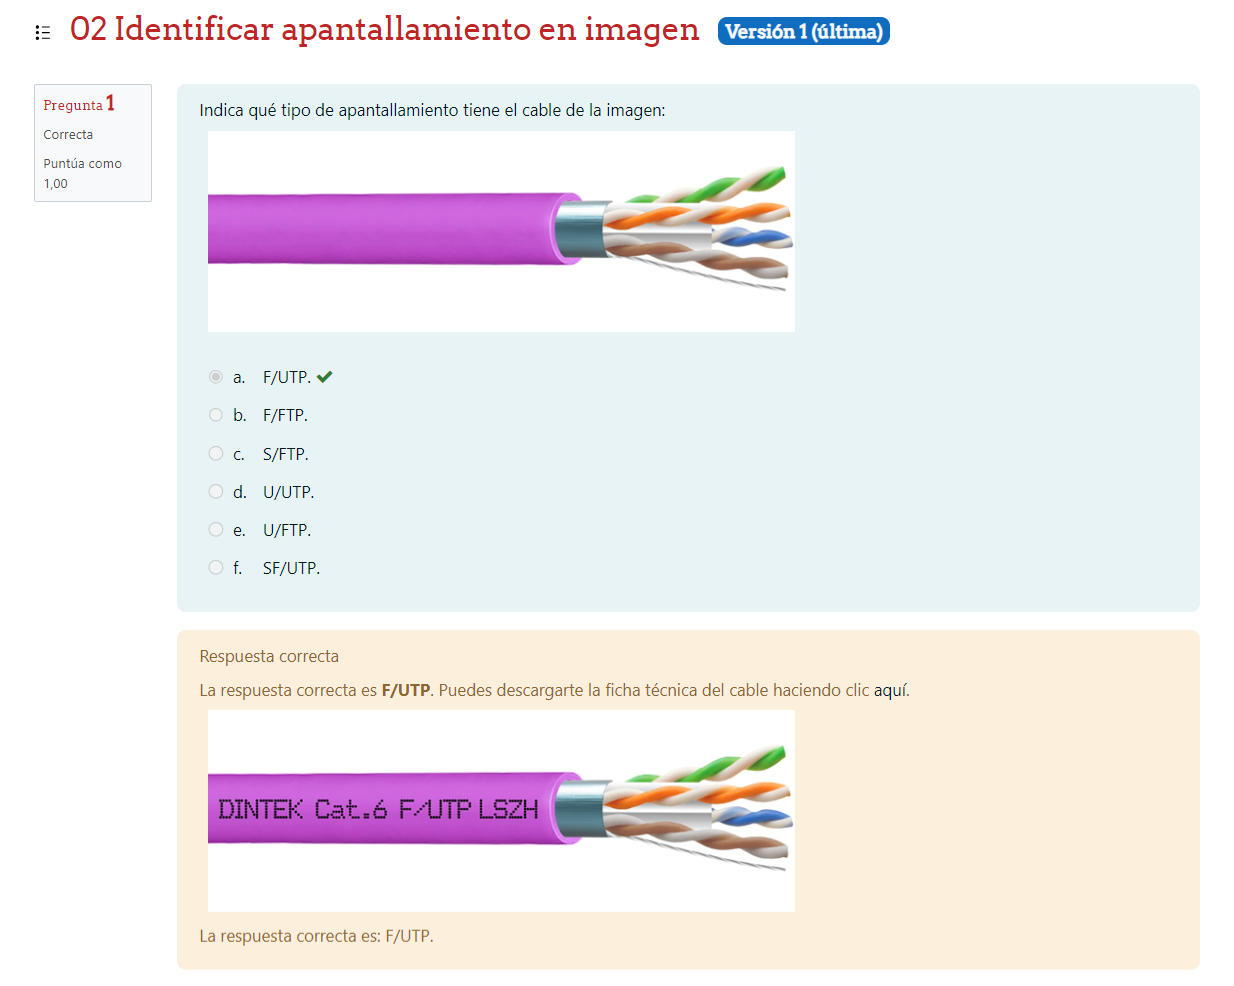 02 Identificar apantallamiento en imagen Versión 1 (última)
Pregunta 1
Correcta
Puntúa como
1,00
Indica qué tipo de apantallamiento tiene el cable de la imagen:
a. F/UTP.
b. F/FTP.
c. S/FTP.
d. U/UTP.
e. U/FTP.
f. SF/UTP.
Respuesta correcta
La respuesta correcta es F/UTP. Puedes descargarte la ficha técnica del cable haciendo clic aquí.
DINTEK Cat.6 F/UTP LSZH
La respuesta correcta es: F/UTP.